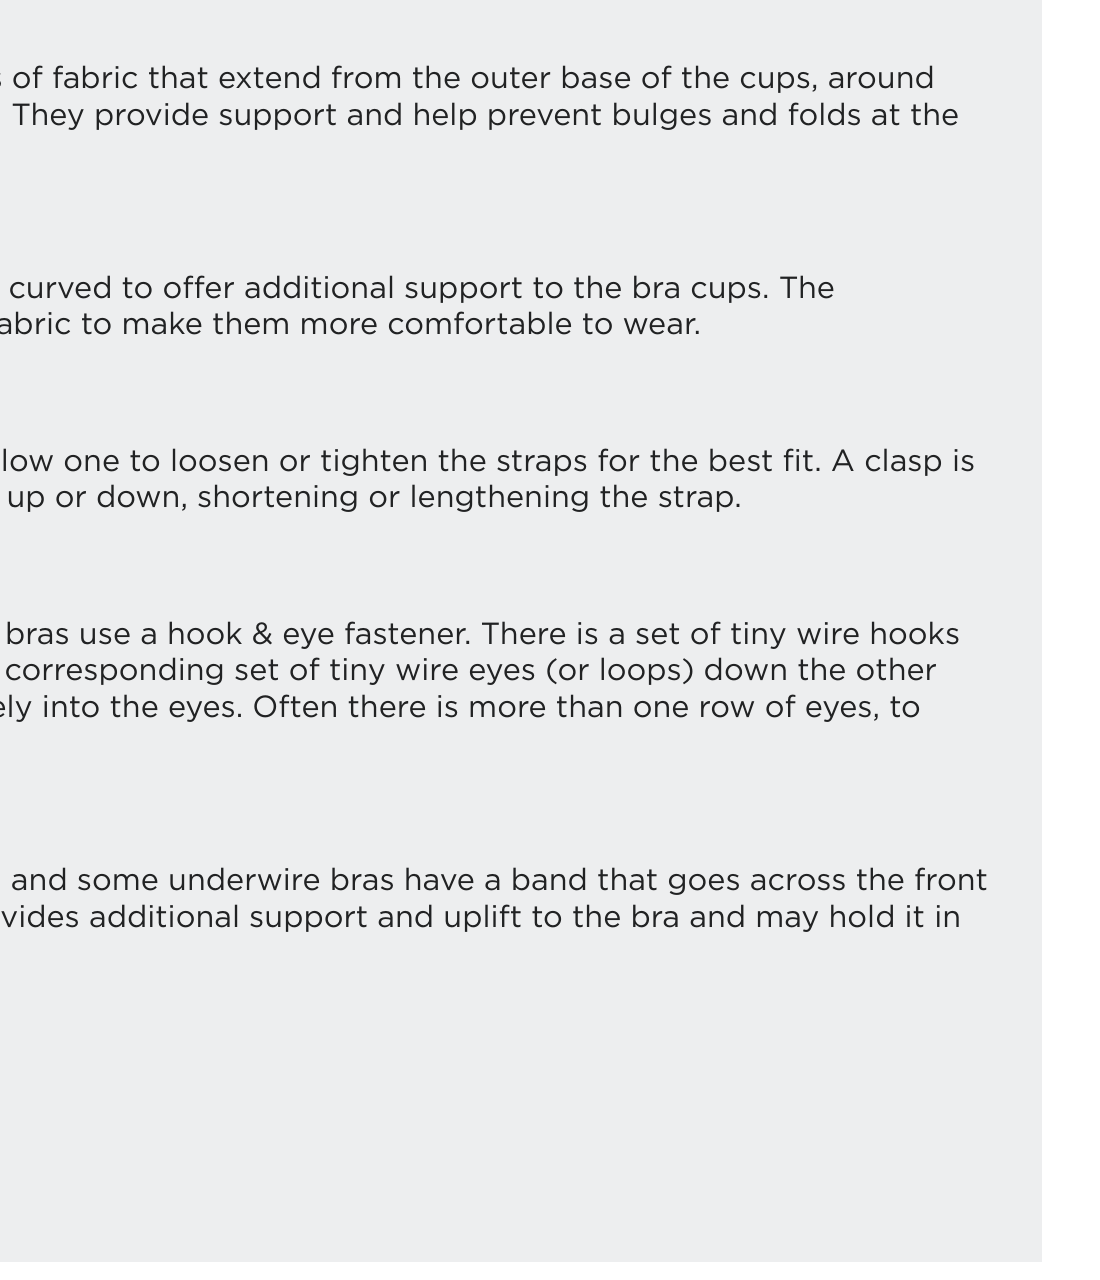 of fabric that extend from the outer base of the cups, around
They provide support and help prevent bulges and folds at the
curved to offer additional support to the bra cups. The
to make them more comfortable to wear.
one to loosen or tighten the straps for the best fit. A clasp is
up or down, shortening or lengthening the strap.
bras use a hook & eye fastener. There is a set of tiny wire hooks
corresponding set of tiny wire eyes (or loops) down the other
into the eyes. Often there is more than one row of eyes, to
and some underwire bras have a band that goes across the front
additional support and uplift to the bra and may hold it in